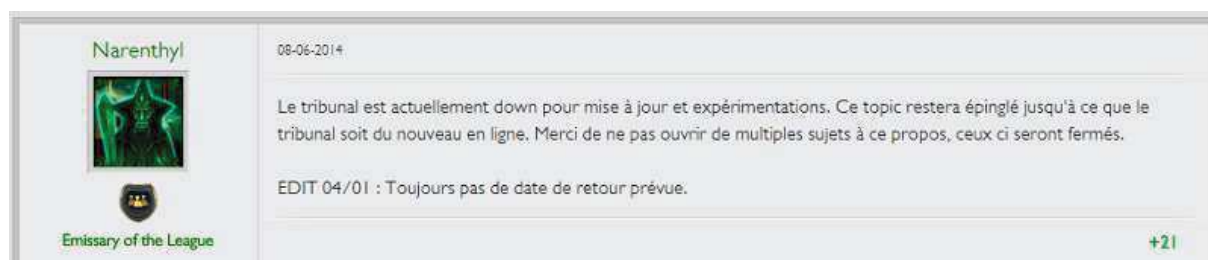 Narenthyl
08-06-2014
Le tribunal est actuellement down pour mise à jour et expérimentations. Ce topic restera épinglé jusqu'à ce que le
tribunal soit du nouveau en ligne. Merci de ne pas ouvrir de multiples sujets à ce propos, ceux ci seront fermés.
EDIT 04/01 : Toujours pas de date de retour prévue.
Emissary of the League
+21